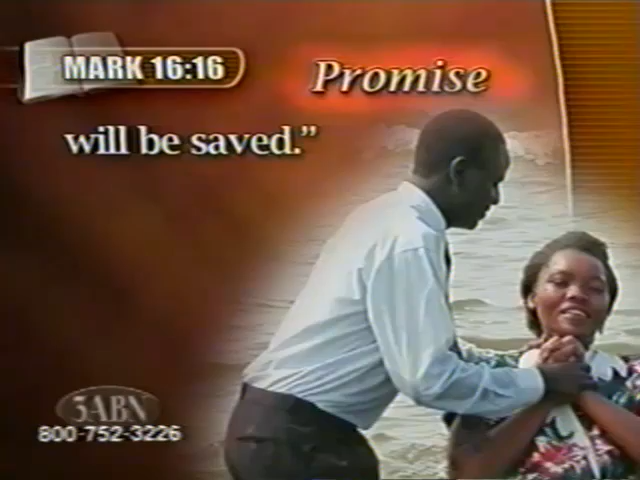 MARK 16:16
Promise
will be saved.”
3ABN
800-752-3226